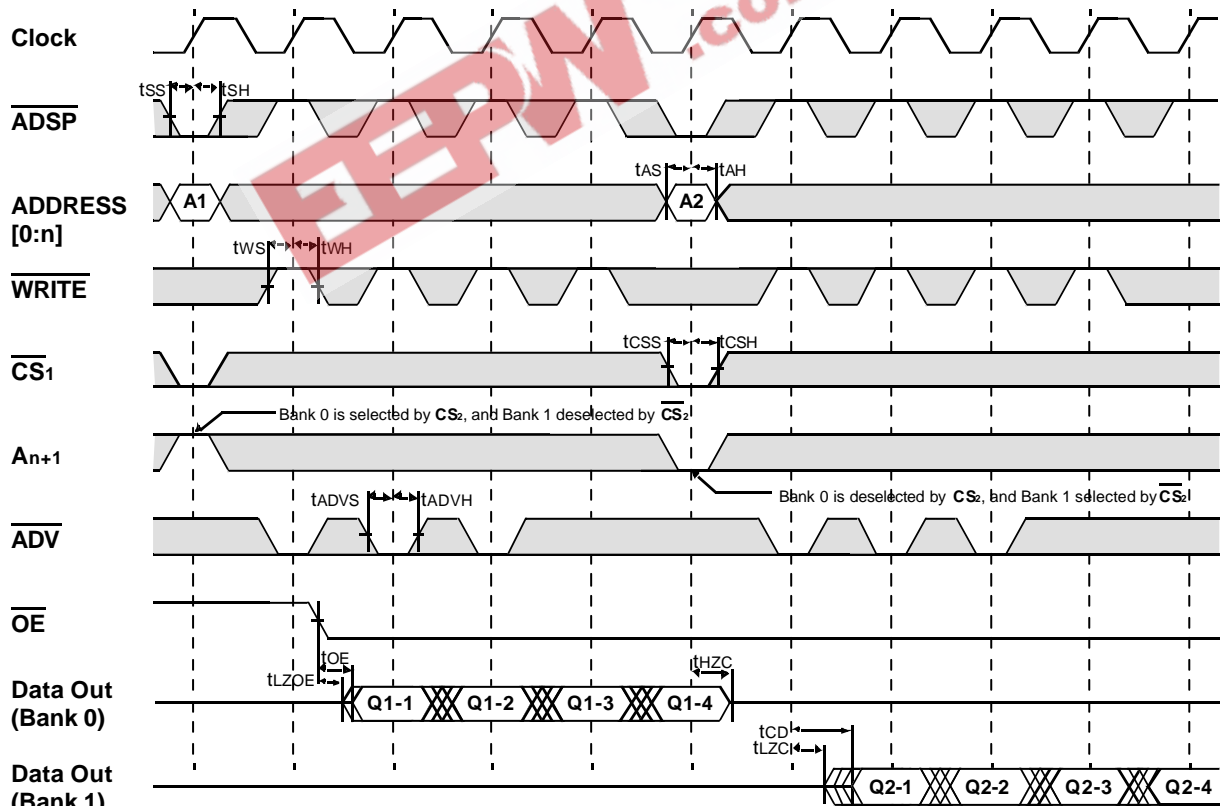 Clock
tSS tSH
ADSP
tAS tAH
ADDRESS
[0:n]
A1 A2
tWS tWH
WRITE
tCSS tCSH
CS1
Bank 0 is selected by CS2, and Bank 1 deselected by CS2
An+1
Bank 0 is deselected by CS2, and Bank 1 selected by CS2
tADVS tADVH
ADV
OE
tOE tHZC
tLZOE
Data Out
(Bank 0)
Q1-1 Q1-2 Q1-3 Q1-4
tCD
tLZC
Data Out
(Bank 1)
Q2-1 Q2-2 Q2-3 Q2-4
EEPW .co